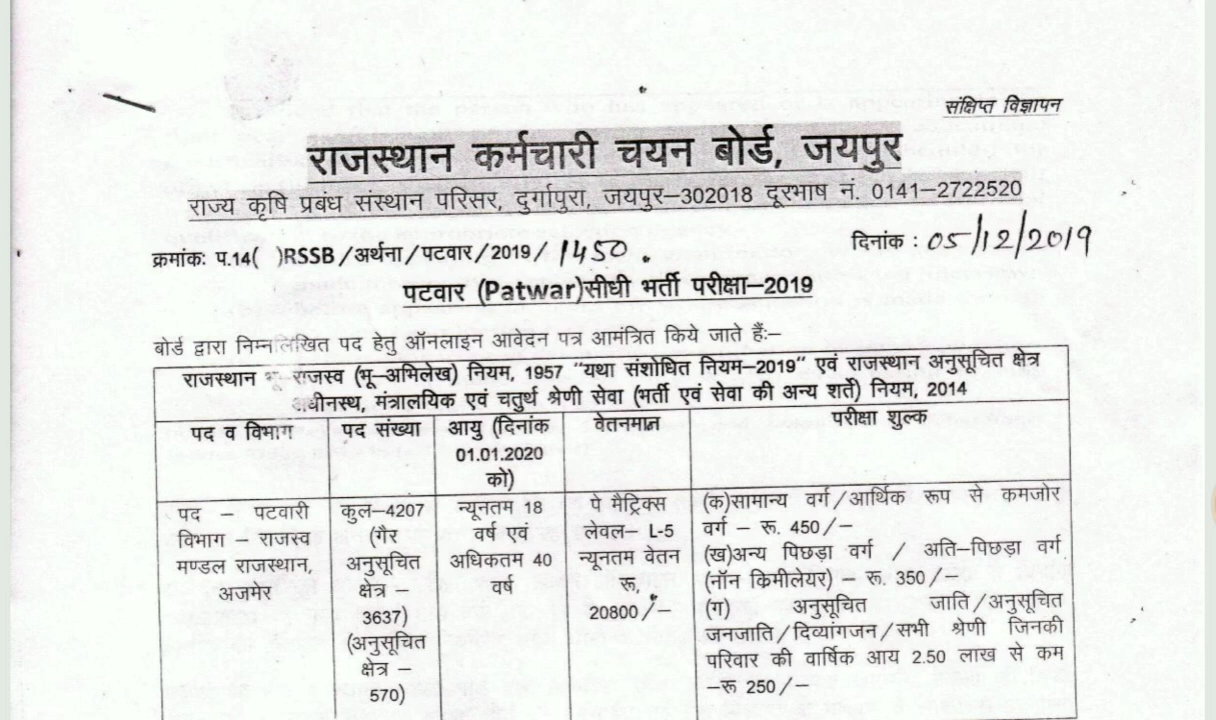 संक्षिप्त विज्ञापन
राजस्थान कर्मचारी चयन बोर्ड, जयपुर
राज्य कृषि प्रबंध संस्थान परिसर, दुर्गापुरा, जयपुर–302018 दूरभाष नं. 0141–2722520
क्रमांकः प.14( )RSSB/अर्थना/पटवार/2019/1450. दिनांक : 05/12/2019
पटवार (Patwar)सीधी भर्ती परीक्षा–2019
बोर्ड द्वारा निम्नलिखित पद हेतु ऑनलाइन आवेदन पत्र आमंत्रित किये जाते हैंः–
राजस्थान भू राजस्व (भू–अभिलेख) नियम, 1957 “यथा संशोधित नियम–2019” एवं राजस्थान अनुसूचित क्षेत्र
अधीनस्थ, मंत्रालयिक एवं चतुर्थ श्रेणी सेवा (भर्ती एवं सेवा की अन्य शर्ते) नियम, 2014
पद व विभाग
पद संख्या
आयु (दिनांक
01.01.2020
को)
वेतनमान
परीक्षा शुल्क
पद – पटवारी
विभाग – राजस्व
मण्डल राजस्थान,
अजमेर
कुल–4207
(गैर
अनुसूचित
क्षेत्र –
3637)
(अनुसूचित
क्षेत्र –
570)
न्यूनतम 18
वर्ष एवं
अधिकतम 40
वर्ष
पे मैट्रिक्स
लेवल– L-5
न्यूनतम वेतन
रू,
20800/–
(क)सामान्य वर्ग/आर्थिक रूप से कमजोर
वर्ग – रू. 450/–
(ख)अन्य पिछड़ा वर्ग / अति–पिछड़ा वर्ग
(नॉन क्रिमीलेयर) – रू. 350/–
(ग) अनुसूचित जाति/अनुसूचित
जनजाति/दिव्यांगजन/सभी श्रेणी जिनकी
परिवार की वार्षिक आय 2.50 लाख से कम
–रू 250/–